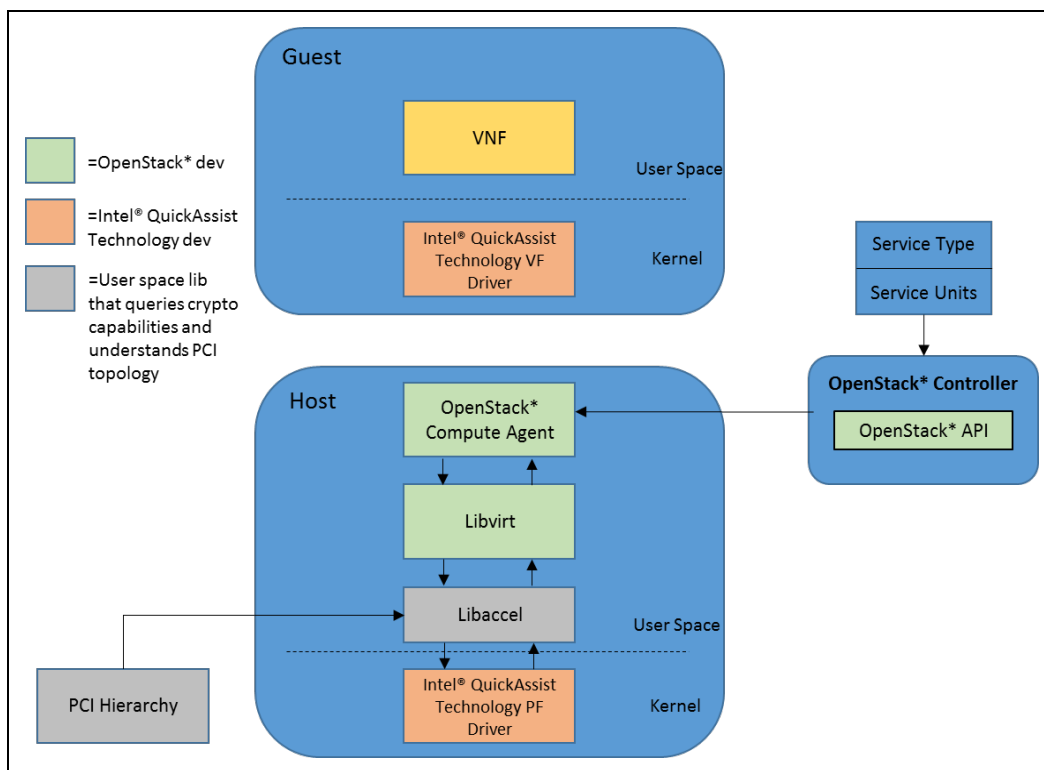 Guest
VNF
User Space
Intel® QuickAssist
Technology VF
Driver
Kernel
=OpenStack* dev
=Intel® QuickAssist
Technology dev
=User space lib
that queries crypto
capabilities and
understands PCI
topology
Service Type
Service Units
OpenStack* Controller
OpenStack* API
Host
OpenStack*
Compute Agent
Libvirt
Libaccel
User Space
Intel® QuickAssist
Technology PF
Driver
Kernel
PCI Hierarchy